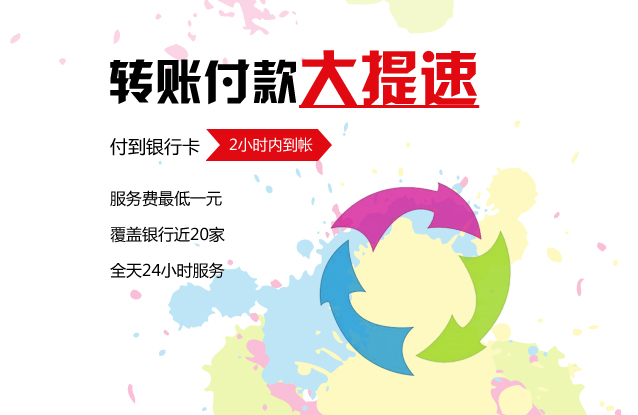 转账付款大提速
付到银行卡 2小时内到帐
服务费最低一元
覆盖银行近20家
全天24小时服务